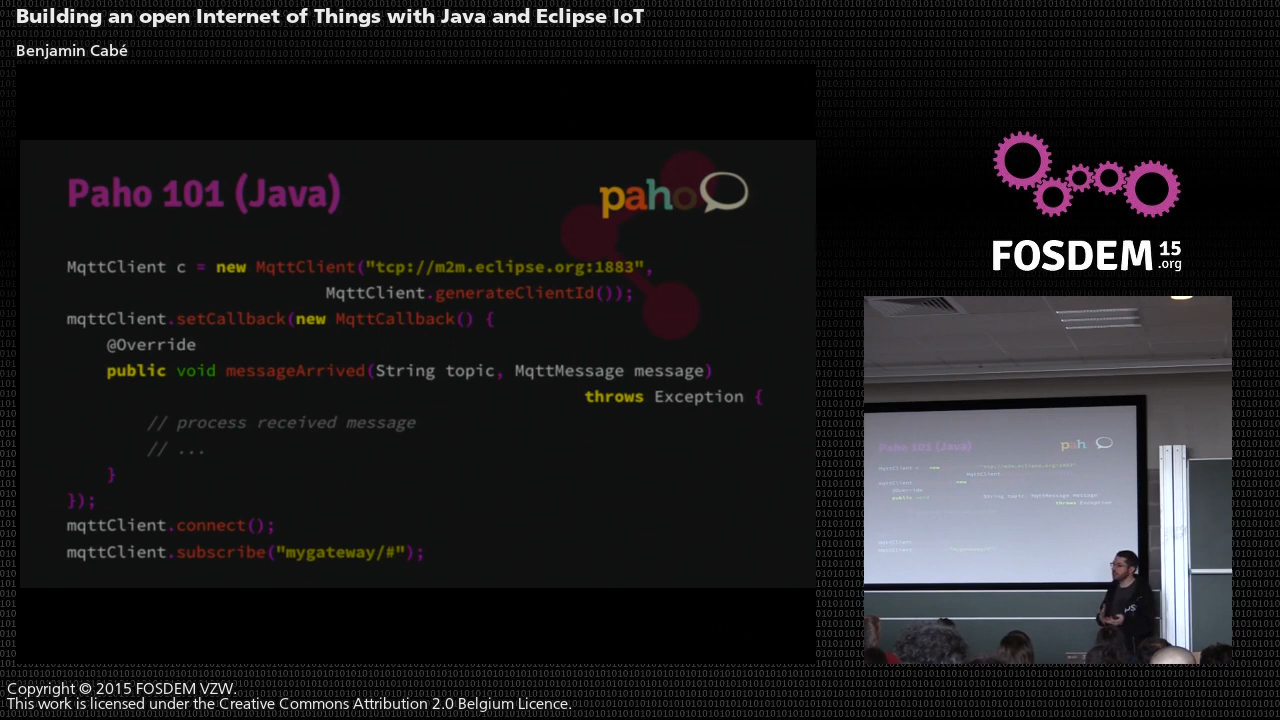 Building an open Internet of Things with Java and Eclipse IoT
Benjamin Cabé
Paho 101 (Java)
paho
MqttClient c = new MqttClient("tcp://m2m.eclipse.org:1883",
MqttClient.generateClientId());
mqttClient.setCallback(new MqttCallback() {
@Override
public void messageArrived(String topic, MqttMessage message)
throws Exception {
// process received message
// ...
}
});
mqttClient.connect();
mqttClient.subscribe("mygateway/#");
FOSDEM 15
.org
Copyright © 2015 FOSDEM VZW.
This work is licensed under the Creative Commons Attribution 2.0 Belgium Licence.